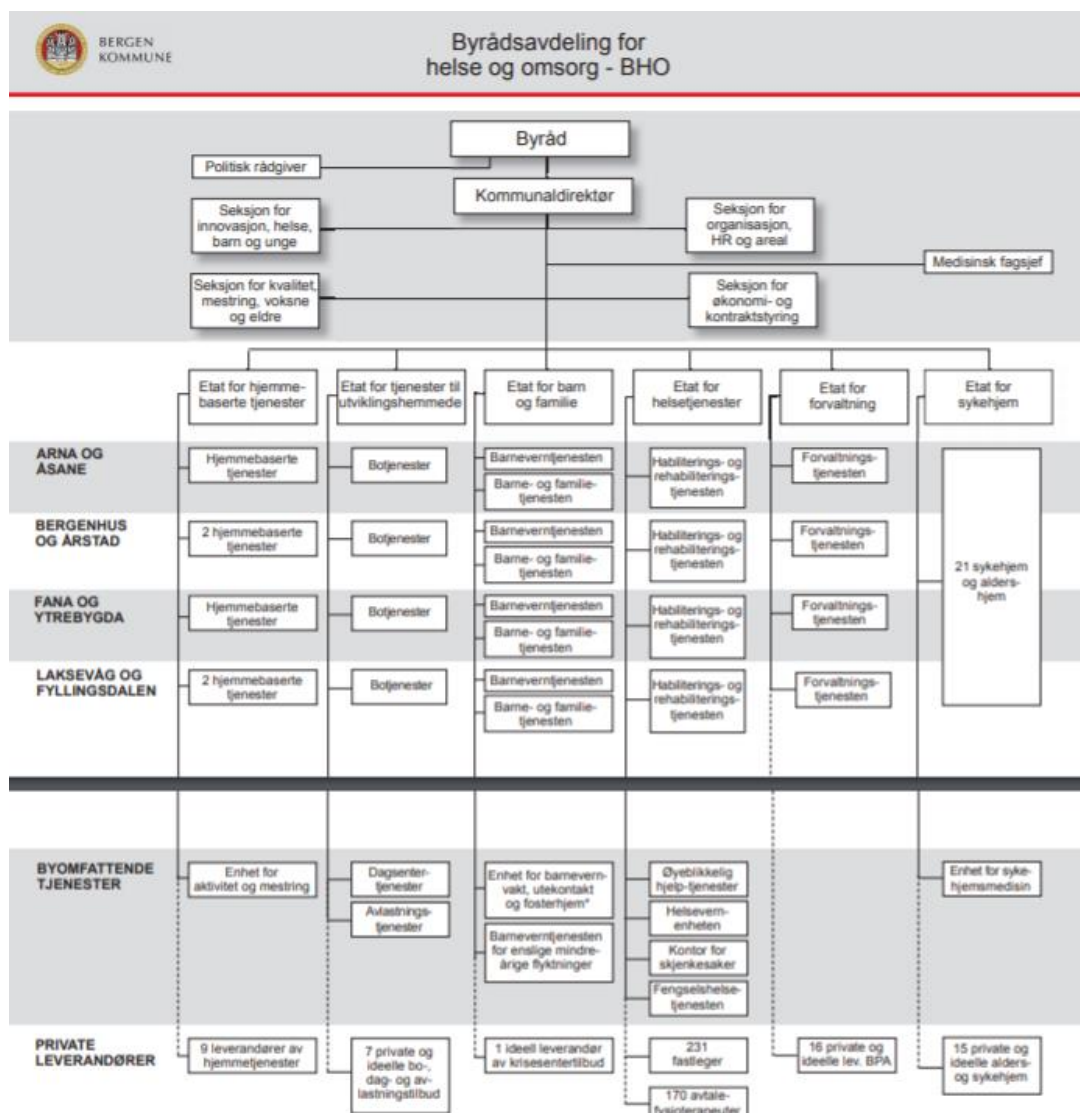 BERGEN
KOMMUNE
Byrådsavdeling for
helse og omsorg - BHO
Byråd
Politisk rådgiver
Kommunaldirektør
Seksjon for
innovasjon, helse,
barn og unge
Seksjon for
organisasjon,
HR og areal
Medisinsk fagsjef
Seksjon for kvalitet,
mestring, voksne
og eldre
Seksjon for
økonomi- og
kontraktstyring
Etat for hjemme-
baserte tjenester
Etat for tjenester til
utviklingshemmede
Etat for barn
og familie
Etat for
helsetjenester
Etat for
forvaltning
Etat for
sykehjem
ARNA OG
ÅSANE
Hjemmebaserte
tjenester
Botjenester
Barneverntjenesten
Barne- og familie-
tjenesten
Habiliterings- og
rehabiliterings-
tjenesten
Forvaltnings-
tjenesten
BERGENHUS
OG ÅRSTAD
2 hjemmebaserte
tjenester
Botjenester
Barneverntjenesten
Barne- og familie-
tjenesten
Habiliterings- og
rehabiliterings-
tjenesten
Forvaltnings-
tjenesten
21 sykehjem
og alders-
hjem
FANA OG
YTREBYGDA
Hjemmebaserte
tjenester
Botjenester
Barneverntjenesten
Barne- og familie-
tjenesten
Habiliterings- og
rehabiliterings-
tjenesten
Forvaltnings-
tjenesten
LAKSEVÅG OG
FYLLINGSDALEN
2 hjemmebaserte
tjenester
Botjenester
Barneverntjenesten
Barne- og familie-
tjenesten
Habiliterings- og
rehabiliterings-
tjenesten
Forvaltnings-
tjenesten
BYOMFATTENDE
TJENESTER
Enhet for
aktivitet og mestring
Dagsenter-
tjenester
Avlastnings-
tjenester
Enhet for barnevern-
vakt, utekontakt
og fosterhjem*
Barneverntjenesten
for enslige mindre-
årige flyktninger
Øyeblikkelig
hjelp-tjenester
Helsevern-
enheten
Kontor for
skjenkesaker
Fengselshelse-
tjenesten
Enhet for syke-
hjemsmedisin
PRIVATE
LEVERANDØRER
9 leverandører av
hjemmetjenester
7 private og
ideelle bo-,
dag- og av-
lastningstilbud
1 ideell leverandør
av krisesentertilbud
231
fastleger
170 avtale-
fysioterapeuter
16 private og
ideelle lev. BPA
15 private og
ideelle alders-
og sykehjem